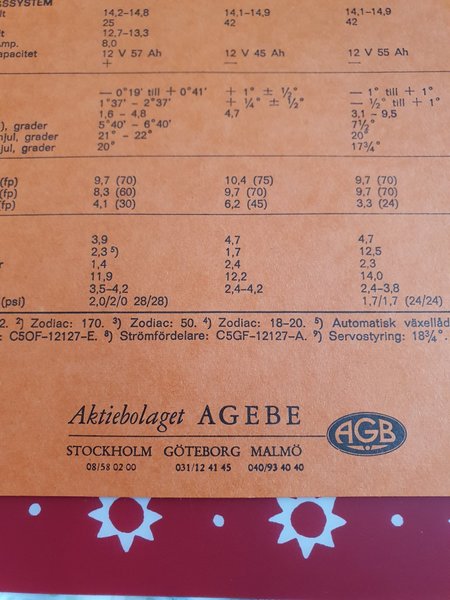 SSYSTEM
lt 14,2–14,8 14,1–14,9 14,1–14,9
25 42 42
lt 12,7–13,3
Amp. 8,0
kapacitet 12 V 57 Ah 12 V 45 Ah 12 V 55 Ah
+ — —
— 0°19' till + 0°41' + 1° ± ½° — 1° till + 1°
1°37' – 2°37' + ¼° ± ½° — ½° till + 1°
1,6 – 4,8 4,7 3,1 – 9,5
), grader 5°40' – 6°40' 7½°
njul, grader 21° – 22° 20°
jul, grader 20° 17¾°
(fp) 9,7 (70) 10,4 (75) 9,7 (70)
(fp) 8,3 (60) 9,7 (70) 9,7 (70)
(fp) 4,1 (30) 6,2 (45) 3,3 (24)
3,9 4,7 4,7
2,3 ⁵) 1,7 12,5
r 1,4 2,4 2,3
11,9 12,2 14,0
3,5–4,2 2,4–4,2 2,4–3,8
(psi) 2,0/2,0 28/28) 1,7/1,7 (24/24)
2. ²) Zodiac: 170. ³) Zodiac: 50. ⁴) Zodiac: 18–20. ⁵) Automatisk växellåd
: C5OF–12127–E. ⁸) Strömfördelare: C5GF–12127–A. ⁹) Servostyring: 18¾°.
Aktiebolaget AGEBE
AGB
STOCKHOLM GÖTEBORG MALMÖ
08/58 02 00 031/12 41 45 040/93 40 40